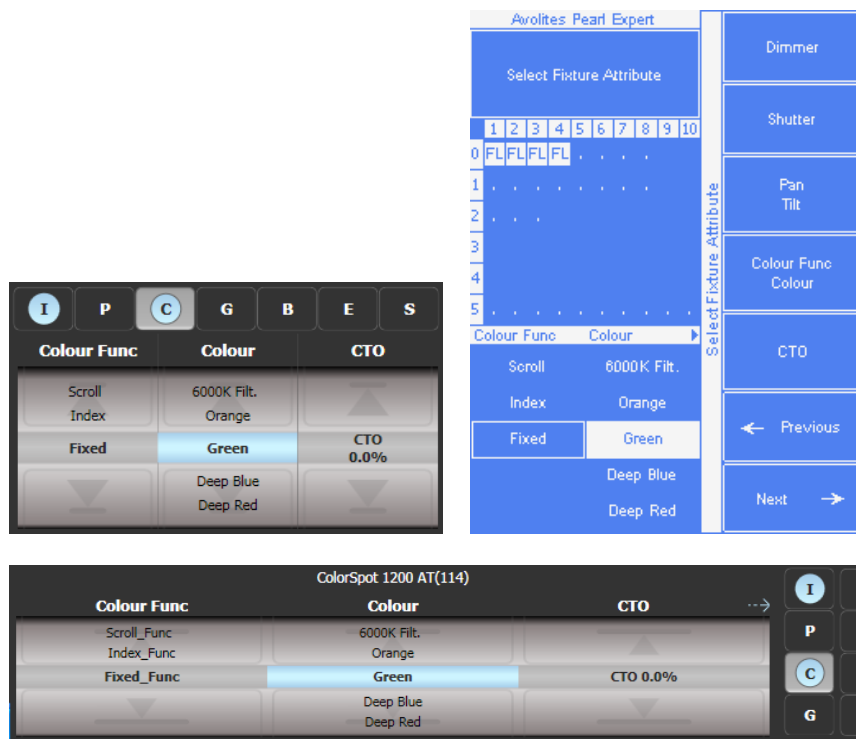 Avolites Pearl Expert
Select Fixture Attribute
1 2 3 4 5 6 7 8 9 10
0 FL FL FL FL . . . .
1 . . . . . . . .
2 . . .
3
4
5 . . . . . . . . . .
Colour Func Colour
Scroll 6000K Filt.
Index Orange
Fixed Green
Deep Blue
Deep Red
Select Fixture Attribute
Dimmer
Shutter
Pan
Tilt
Colour Func
Colour
CTO
Previous
Next
I P C G B E S
Colour Func Colour CTO
Scroll 6000K Filt.
Index Orange
Fixed Green CTO
0.0%
Deep Blue
Deep Red
ColorSpot 1200 AT(114)
Colour Func Colour CTO
Scroll_Func 6000K Filt.
Index_Func Orange
Fixed_Func Green CTO 0.0%
Deep Blue
Deep Red
I
P
C
G